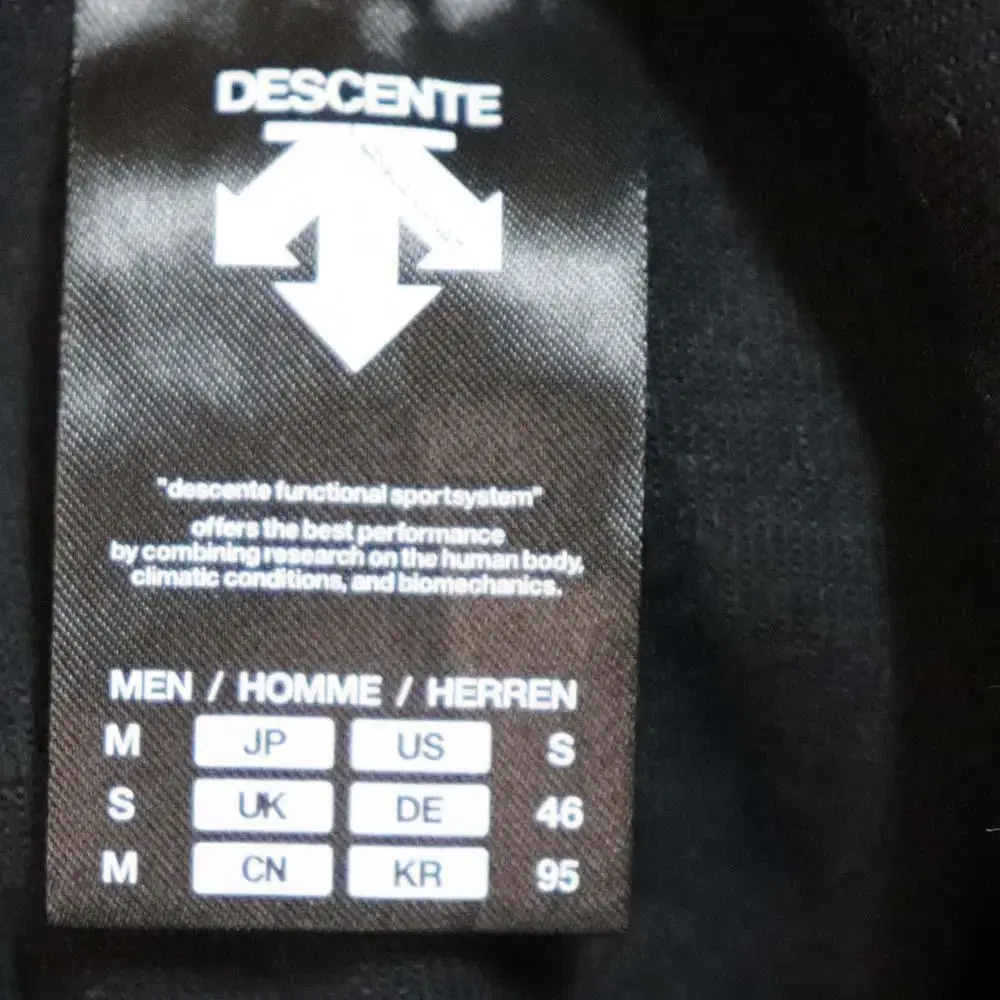 DESCENTE
"descente functional sportsystem"
offers the best performance
by combining research on the human body,
climatic conditions, and biomechanics.
MEN / HOMME / HERREN
M JP US S
S UK DE 46
M CN KR 95